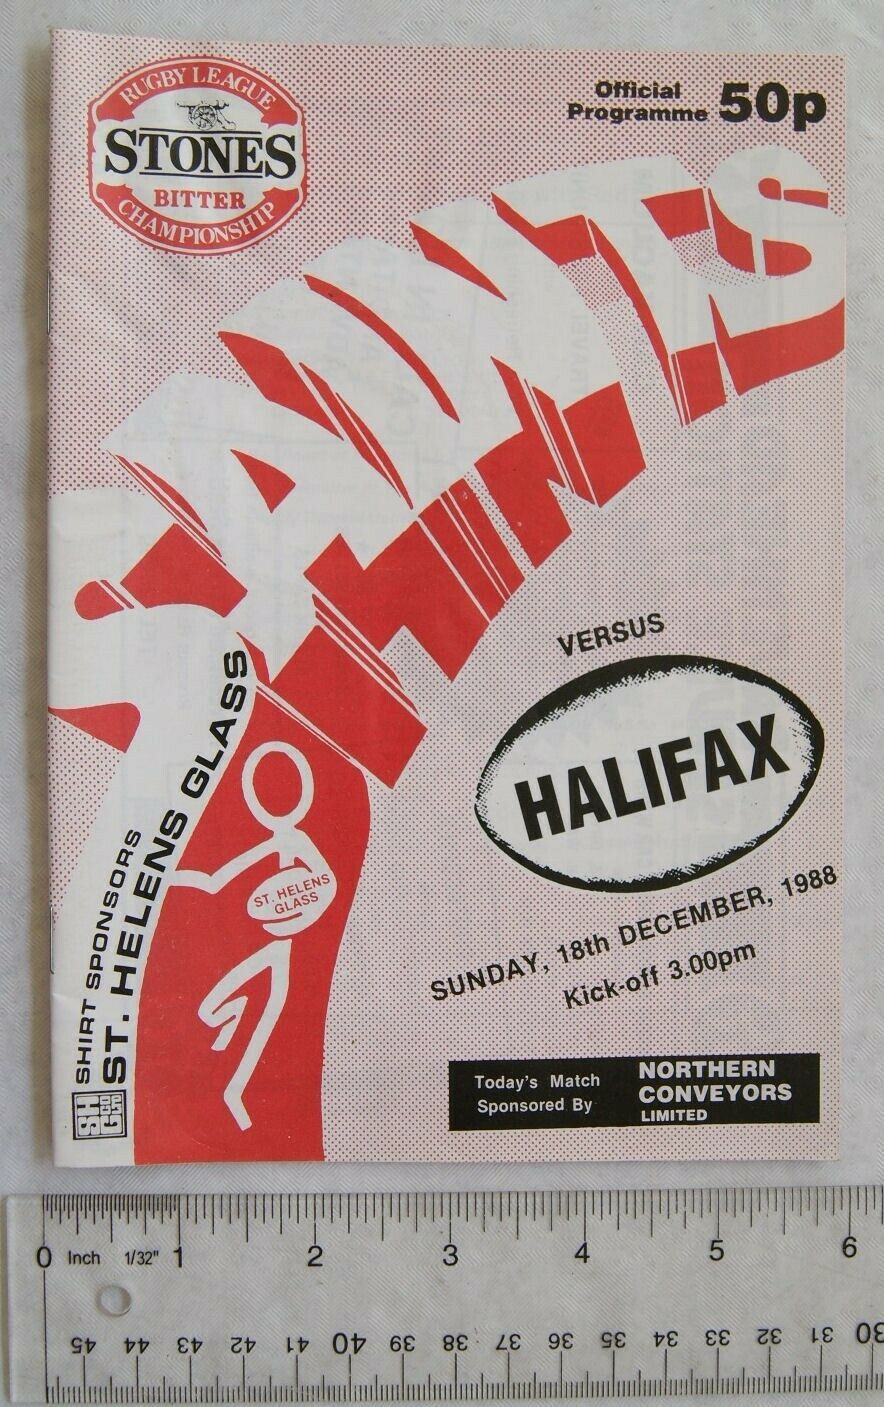 RUGBY LEAGUE
STONES
BITTER
CHAMPIONSHIP
Official
Programme 50p
SAINTS
VERSUS
HALIFAX
SUNDAY, 18th DECEMBER, 1988
Kick-off 3.00pm
SHIRT SPONSORS
ST. HELENS GLASS
ST. HELENS
GLASS
Today's Match
Sponsored By
NORTHERN
CONVEYORS
LIMITED
0 Inch 1/32" 1 2 3 4 5 6
45 44 43 42 41 40 39 38 37 36 35 34 33 32 31 30